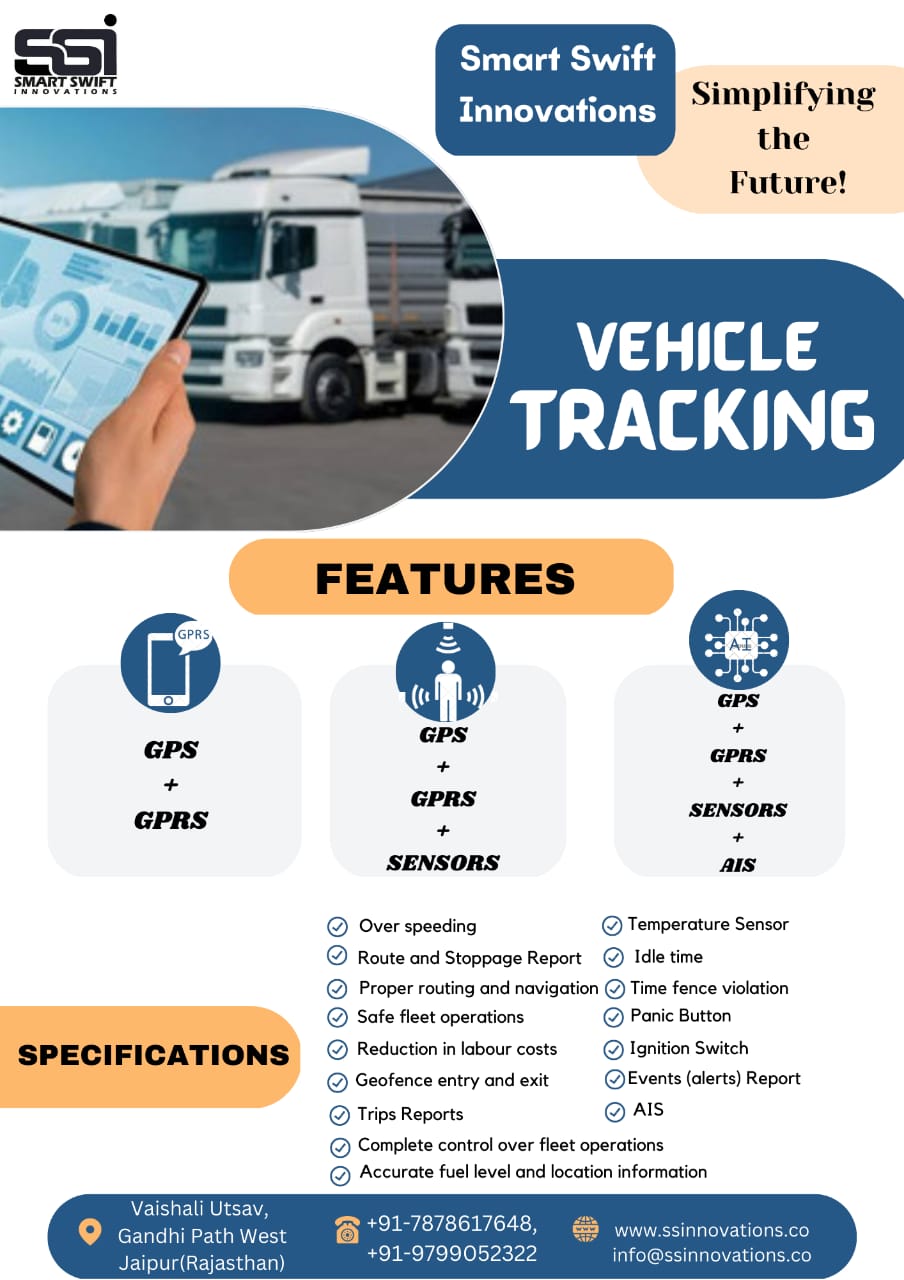 SSi
SMART SWIFT
INNOVATIONS
Smart Swift
Innovations
Simplifying
the
Future!
VEHICLE
TRACKING
FEATURES
GPRS
GPS
+
GPRS
GPS
+
GPRS
+
SENSORS
AI
GPS
+
GPRS
+
SENSORS
+
AIS
SPECIFICATIONS
Over speeding
Route and Stoppage Report
Proper routing and navigation
Safe fleet operations
Reduction in labour costs
Geofence entry and exit
Trips Reports
Complete control over fleet operations
Accurate fuel level and location information
Temperature Sensor
Idle time
Time fence violation
Panic Button
Ignition Switch
Events (alerts) Report
AIS
Vaishali Utsav,
Gandhi Path West
Jaipur(Rajasthan)
+91-7878617648,
+91-9799052322
www.ssinnovations.co
info@ssinnovations.co